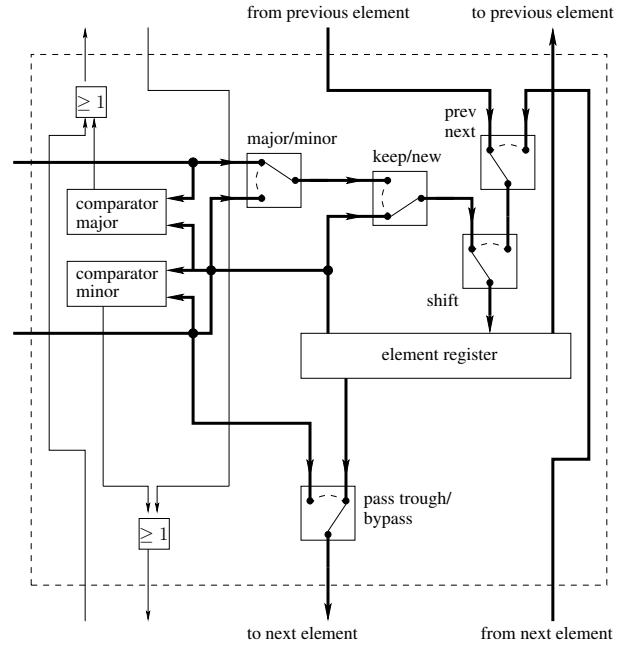 from previous element
to previous element
≥ 1
prev
next
major/minor
keep/new
comparator
major
comparator
minor
shift
element register
pass trough/
bypass
≥ 1
to next element
from next element